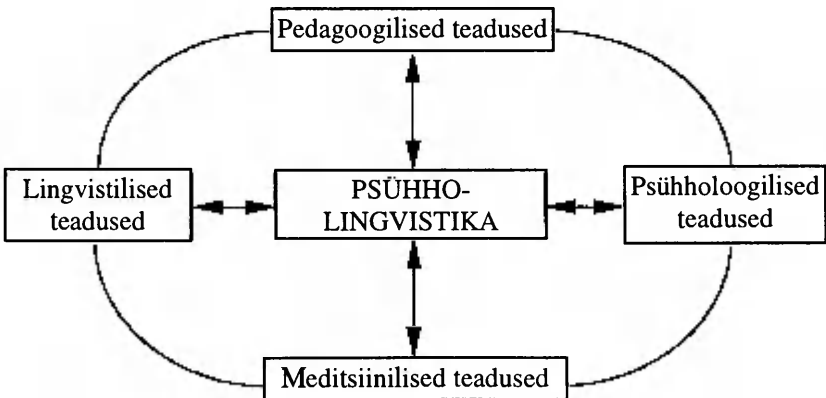 Pedagoogilised teadused
Lingvistilised
teadused
PSÜHHO-
LINGVISTIKA
Psühholoogilised
teadused
Meditsiinilised teadused